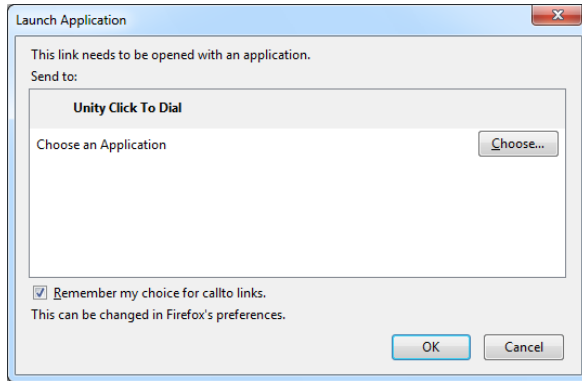 Launch Application
This link needs to be opened with an application.
Send to:
Unity Click To Dial
Choose an Application
Choose...
Remember my choice for callto links.
This can be changed in Firefox's preferences.
OK
Cancel